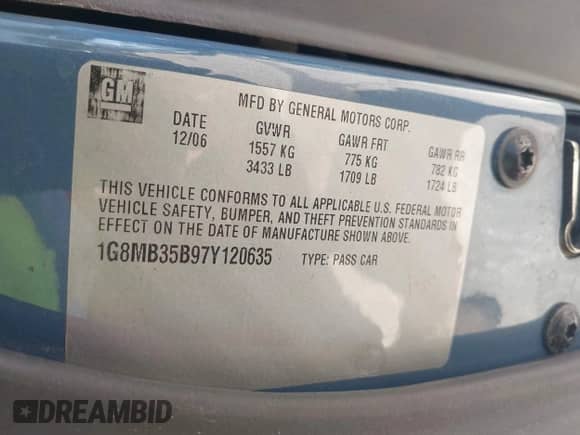 GM
MFD BY GENERAL MOTORS CORP.
DATE GVWR GAWR FRT GAWR RR
12/06 1557 KG 775 KG 782 KG
3433 LB 1709 LB 1724 LB
THIS VEHICLE CONFORMS TO ALL APPLICABLE U.S. FEDERAL MOTOR
VEHICLE SAFETY, BUMPER, AND THEFT PREVENTION STANDARDS IN
EFFECT ON THE DATE OF MANUFACTURE SHOWN ABOVE.
1G8MB35B97Y120635 TYPE: PASS CAR
DREAMBID